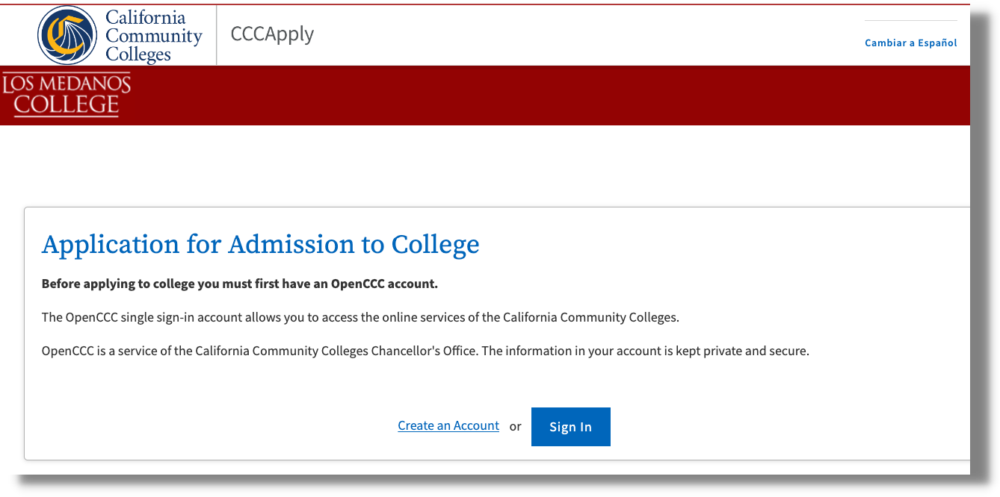 California
Community
Colleges
CCCApply
Cambiar a Español
LOS MEDANOS
COLLEGE
Application for Admission to College
Before applying to college you must first have an OpenCCC account.
The OpenCCC single sign-in account allows you to access the online services of the California Community Colleges.
OpenCCC is a service of the California Community Colleges Chancellor's Office. The information in your account is kept private and secure.
Create an Account or Sign In